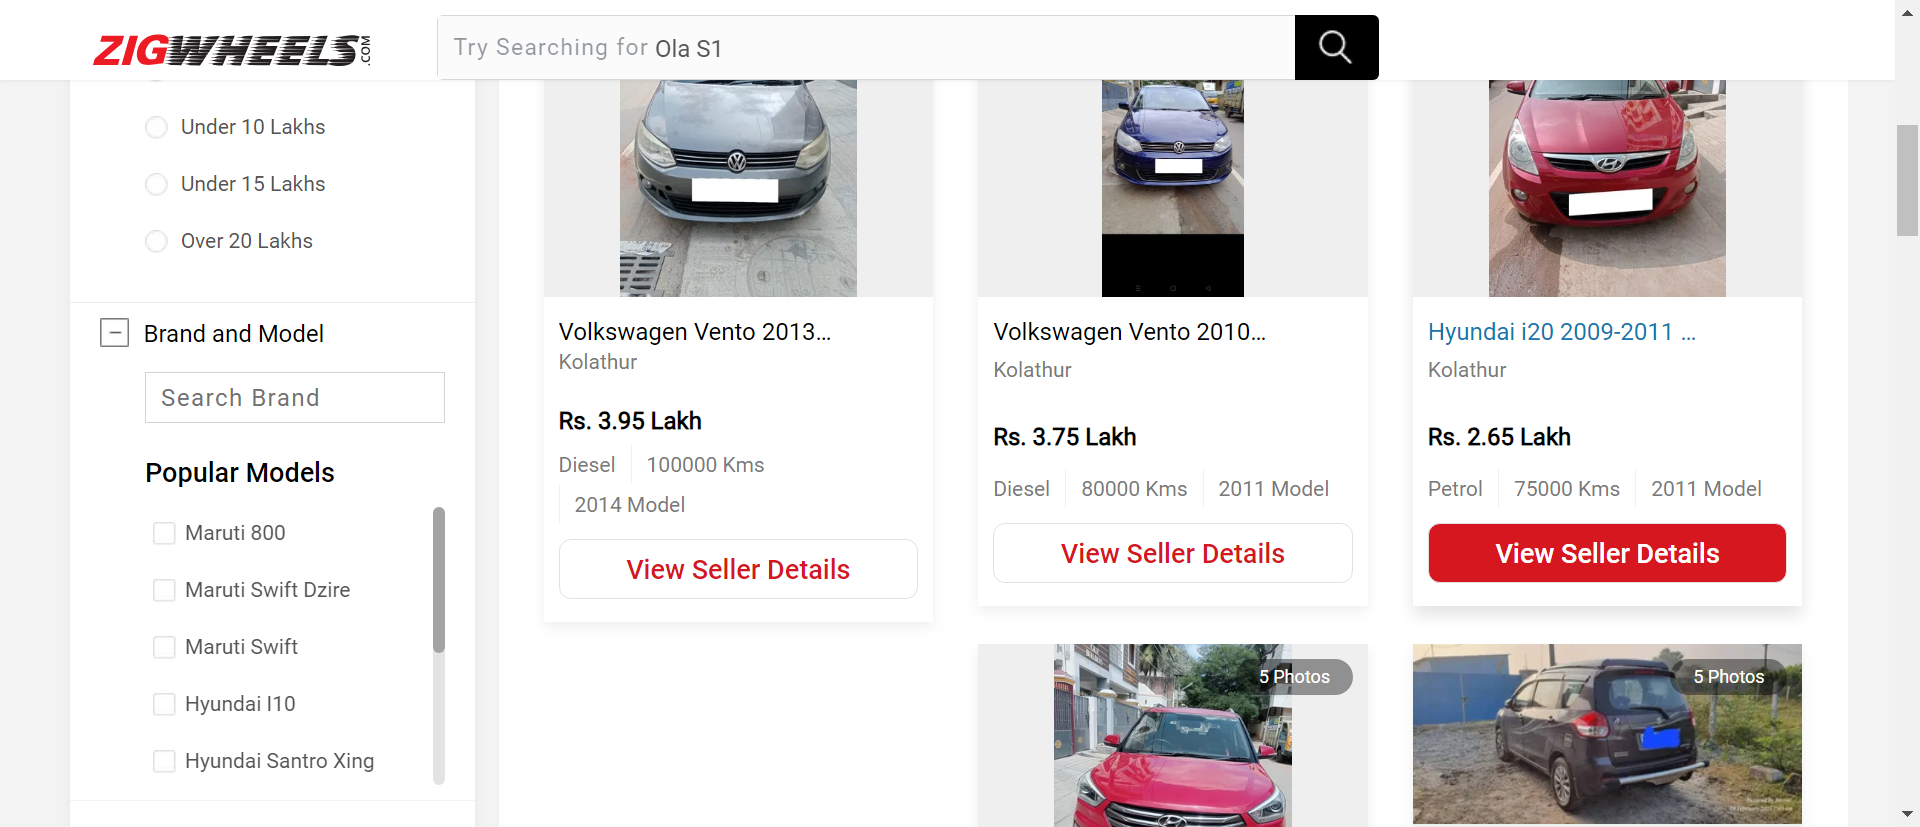 ZIGWHEELS.COM
Try Searching for Ola S1
Under 10 Lakhs
Under 15 Lakhs
Over 20 Lakhs
Brand and Model
Search Brand
Popular Models
Maruti 800
Maruti Swift Dzire
Maruti Swift
Hyundai I10
Hyundai Santro Xing
Volkswagen Vento 2013...
Kolathur
Rs. 3.95 Lakh
Diesel
100000 Kms
2014 Model
View Seller Details
Volkswagen Vento 2010...
Kolathur
Rs. 3.75 Lakh
Diesel
80000 Kms
2011 Model
View Seller Details
Hyundai i20 2009-2011 ...
Kolathur
Rs. 2.65 Lakh
Petrol
75000 Kms
2011 Model
View Seller Details
5 Photos
5 Photos